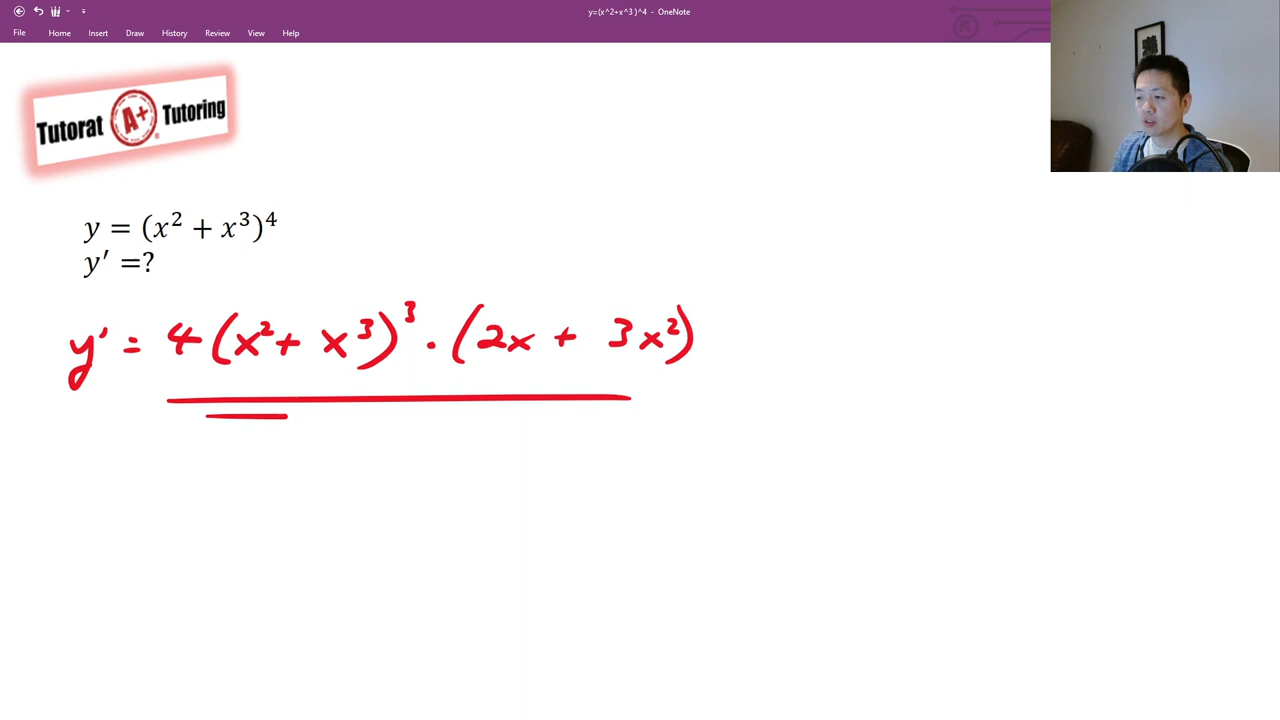 y=(x^2+x^3)^4 - OneNote
File Home Insert Draw History Review View Help
Tutorat A+ Tutoring
y = (x² + x³)⁴
y′ =?
y' = 4(x² + x³)³ · (2x + 3x²)